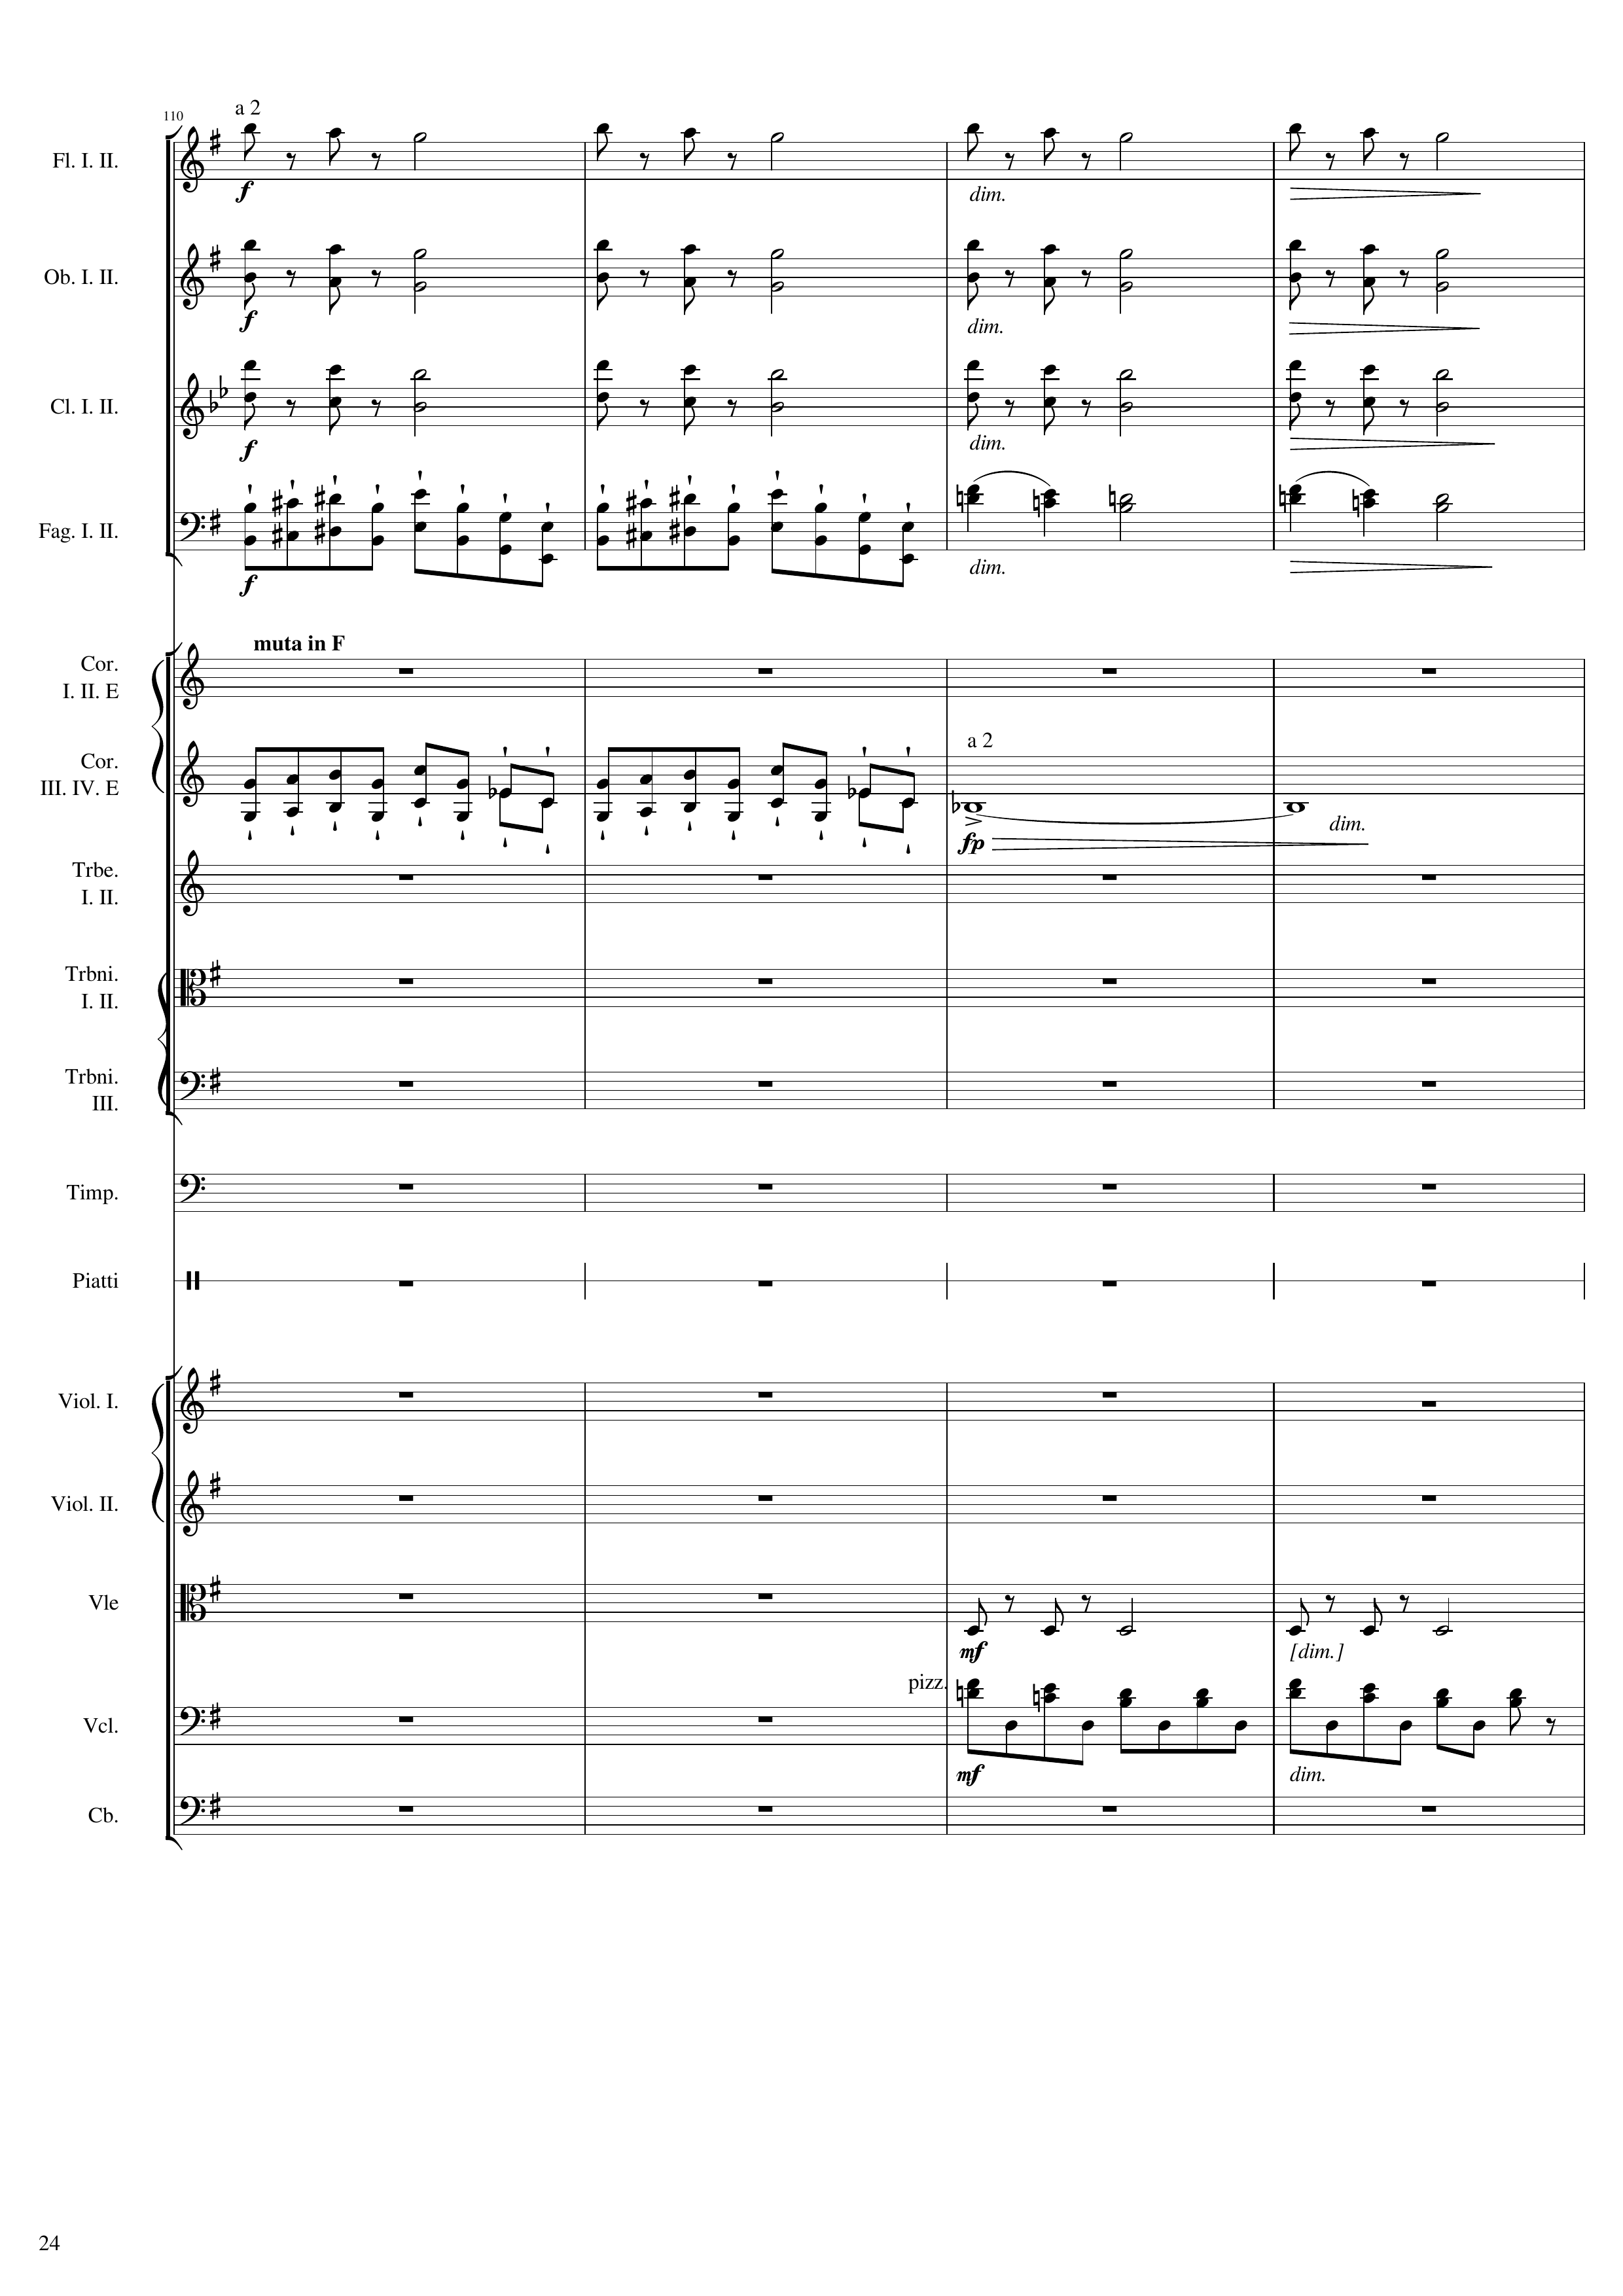 110
a 2
Fl. I. II.
f
dim.
Ob. I. II.
f
dim.
Cl. I. II.
f
dim.
Fag. I. II.
f
dim.
muta in F
Cor.
I. II. E
a 2
Cor.
III. IV. E
dim.
fp
Trbe.
I. II.
Trbni.
I. II.
Trbni.
III.
Timp.
Piatti
Viol. I.
Viol. II.
Vle
mf
[dim.]
pizz.
Vcl.
mf
dim.
Cb.
24